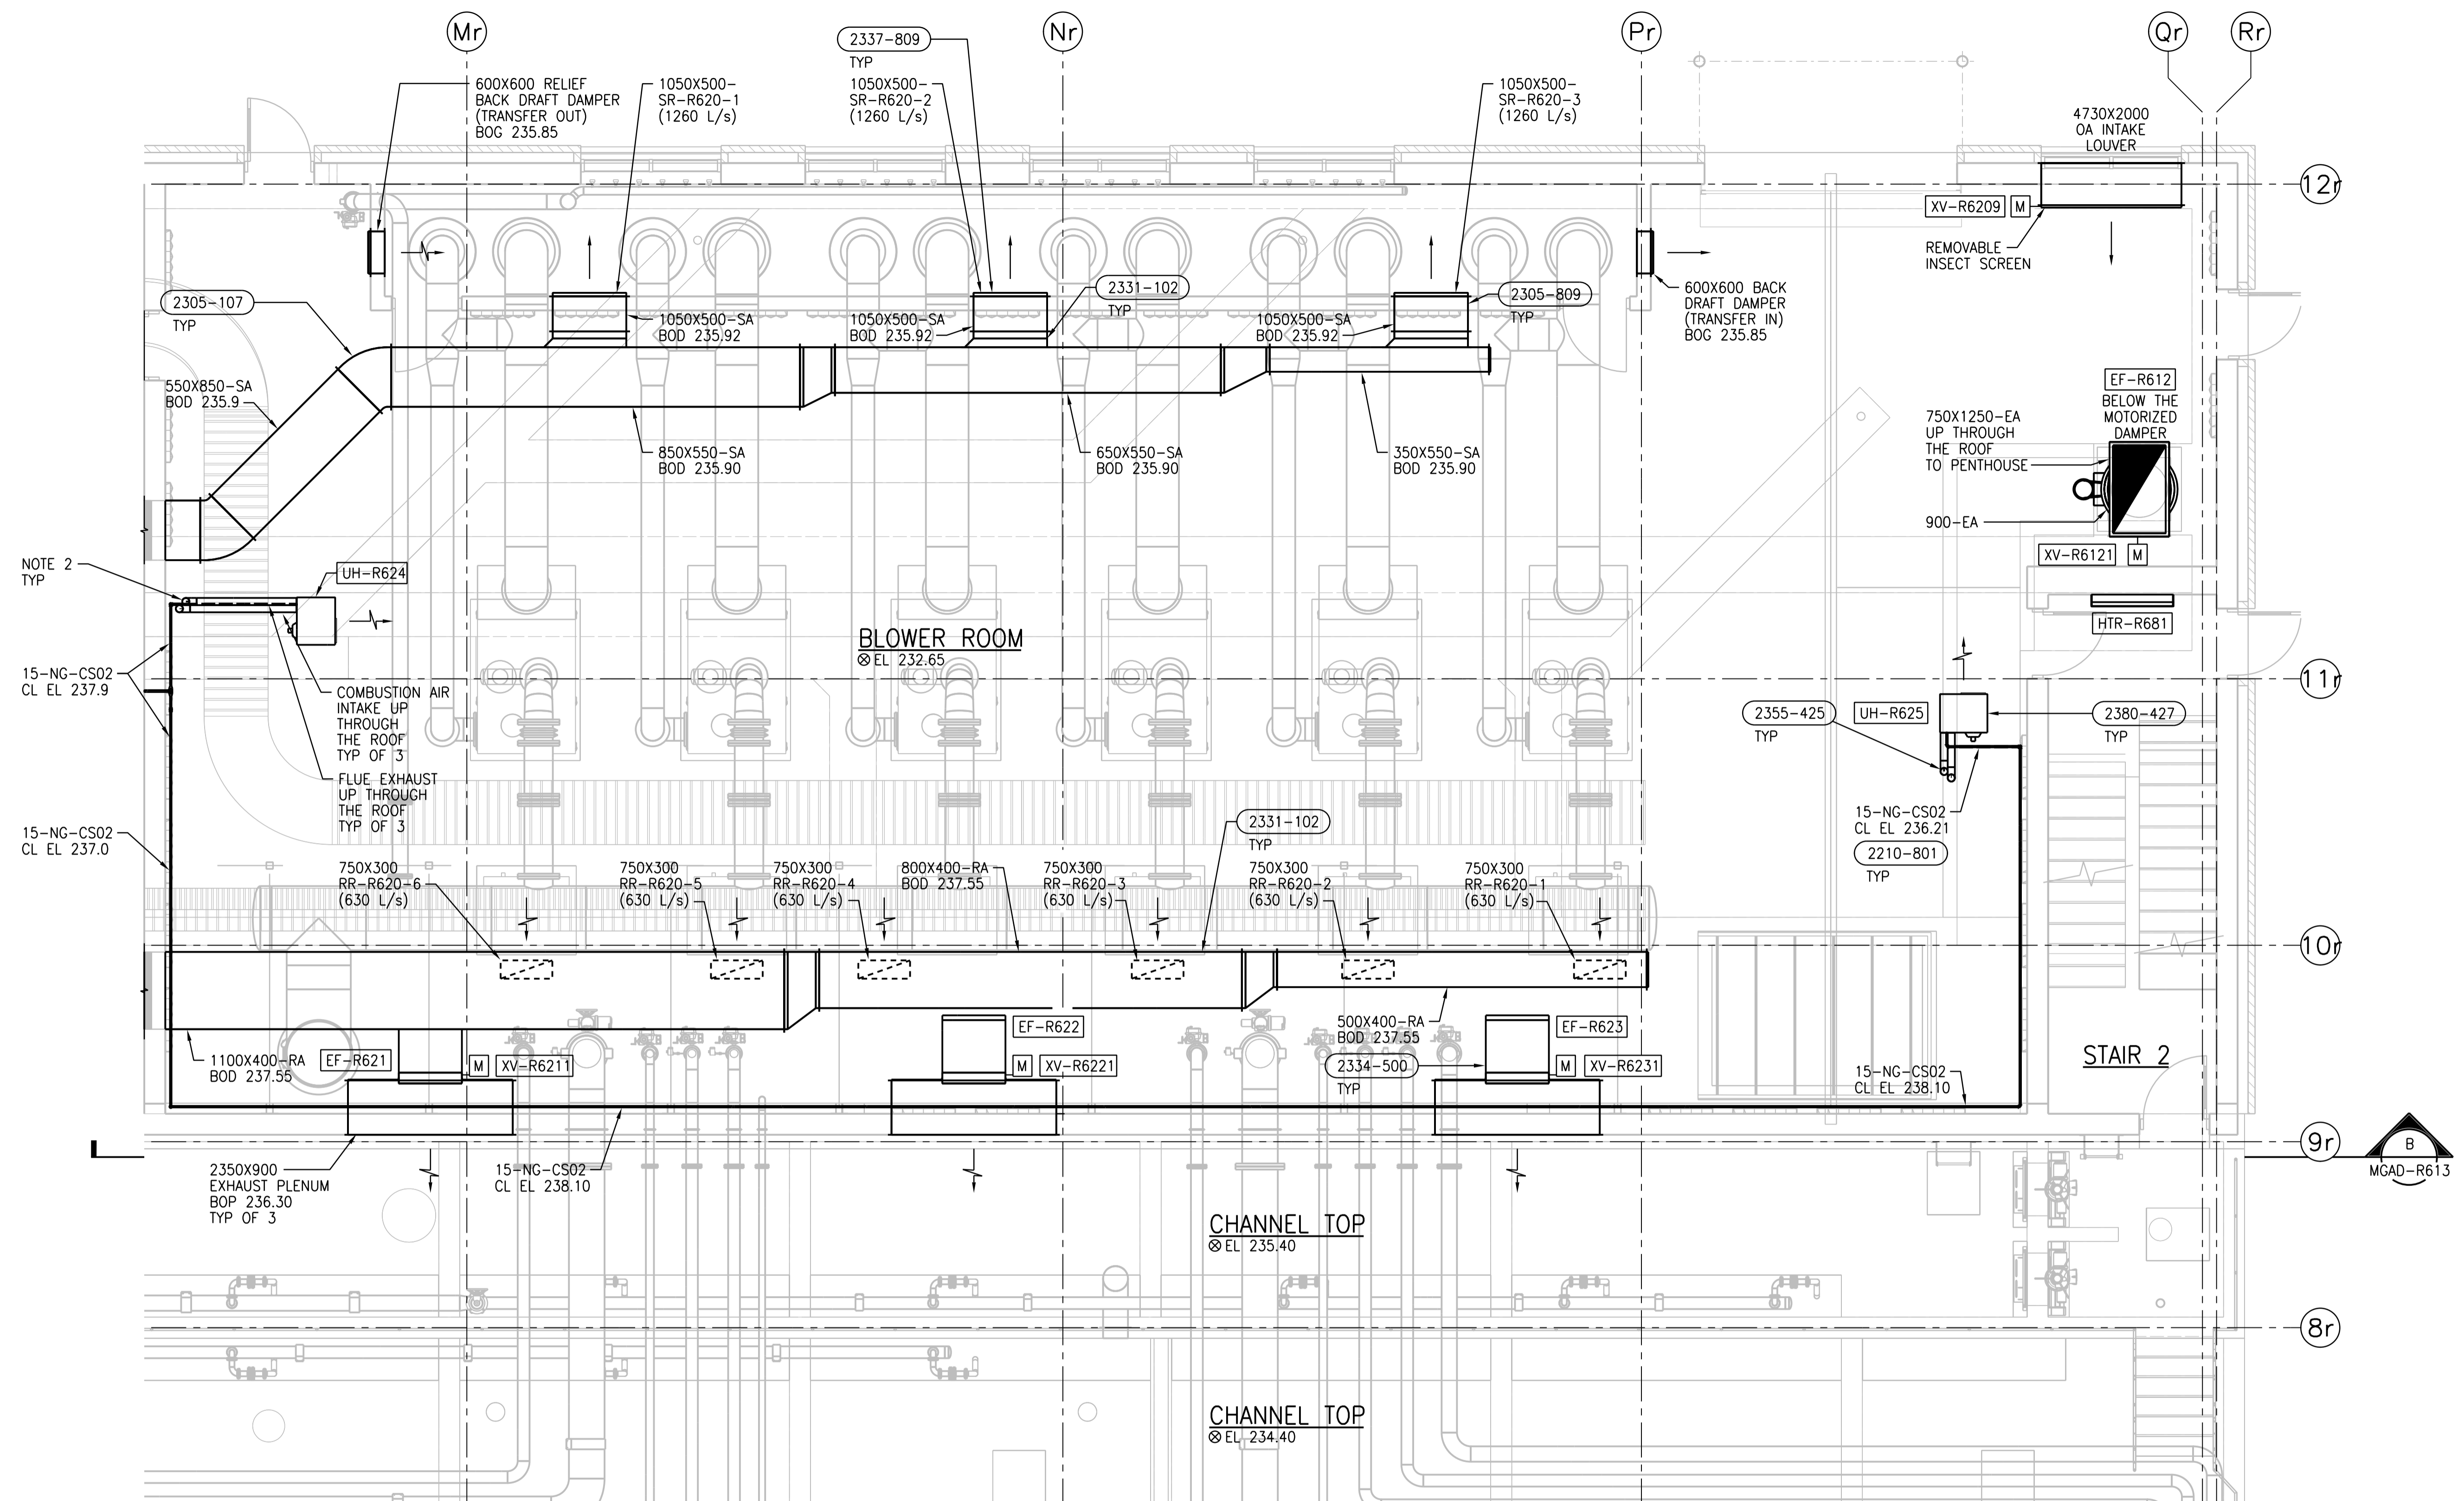 Mr
Nr
Pr
Qr
Rr
2337-809
TYP
600X600 RELIEF
BACK DRAFT DAMPER
(TRANSFER OUT)
BOG 235.85
1050X500-
SR-R620-1
(1260 L/s)
1050X500-
SR-R620-2
(1260 L/s)
1050X500-
SR-R620-3
(1260 L/s)
4730X2000
OA INTAKE
LOUVER
12r
XV-R6209
M
REMOVABLE
INSECT SCREEN
2305-107
TYP
1050X500-SA
BOD 235.92
1050X500-SA
BOD 235.92
2331-102
TYP
1050X500-SA
BOD 235.92
2305-809
TYP
600X600 BACK
DRAFT DAMPER
(TRANSFER IN)
BOG 235.85
550X850-SA
BOD 235.9
850X550-SA
BOD 235.90
650X550-SA
BOD 235.90
350X550-SA
BOD 235.90
EF-R612
BELOW THE
MOTORIZED
DAMPER
750X1250-EA
UP THROUGH
THE ROOF
TO PENTHOUSE
900-EA
XV-R6121
M
NOTE 2
TYP
UH-R624
HTR-R681
BLOWER ROOM
EL 232.65
15-NG-CS02
CL EL 237.9
11r
COMBUSTION AIR
INTAKE UP
THROUGH
THE ROOF
TYP OF 3
2355-425
TYP
UH-R625
2380-427
TYP
FLUE EXHAUST
UP THROUGH
THE ROOF
TYP OF 3
15-NG-CS02
CL EL 237.0
2331-102
TYP
15-NG-CS02
CL EL 236.21
2210-801
TYP
750X300
RR-R620-6
(630 L/s)
750X300
RR-R620-5
(630 L/s)
750X300
RR-R620-4
(630 L/s)
800X400-RA
BOD 237.55
750X300
RR-R620-3
(630 L/s)
750X300
RR-R620-2
(630 L/s)
750X300
RR-R620-1
(630 L/s)
10r
1100X400-RA
BOD 237.55
EF-R621
M
XV-R6211
EF-R622
M
XV-R6221
500X400-RA
BOD 237.55
2334-500
TYP
EF-R623
M
XV-R6231
STAIR 2
15-NG-CS02
CL EL 238.10
9r
B
MGAD-R613
2350X900
EXHAUST PLENUM
BOP 236.30
TYP OF 3
15-NG-CS02
CL EL 238.10
CHANNEL TOP
EL 235.40
8r
CHANNEL TOP
EL 234.40